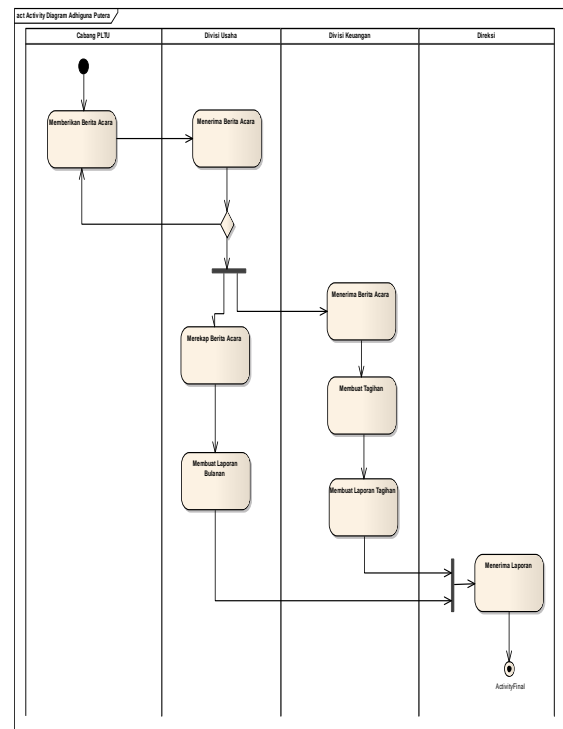 act Activity Diagram Adhiguna Putera
Cabang PLTU
Divisi Usaha
Divisi Keuangan
Direksi
Memberikan Berita Acara
Menerima Berita Acara
Menerima Berita Acara
Merekap Berita Acara
Membuat Tagihan
Membuat Laporan
Bulanan
Membuat Laporan Tagihan
Menerima Laporan
ActivityFinal